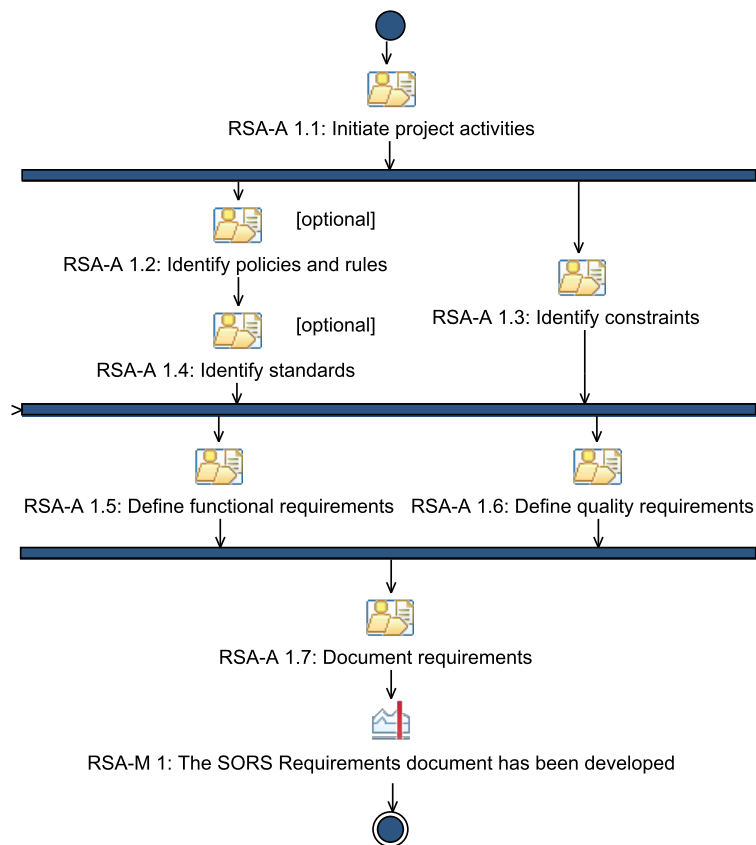 RSA-A 1.1: Initiate project activities
[optional]
RSA-A 1.2: Identify policies and rules
[optional]
RSA-A 1.3: Identify constraints
RSA-A 1.4: Identify standards
RSA-A 1.5: Define functional requirements
RSA-A 1.6: Define quality requirements
RSA-A 1.7: Document requirements
RSA-M 1: The SORS Requirements document has been developed